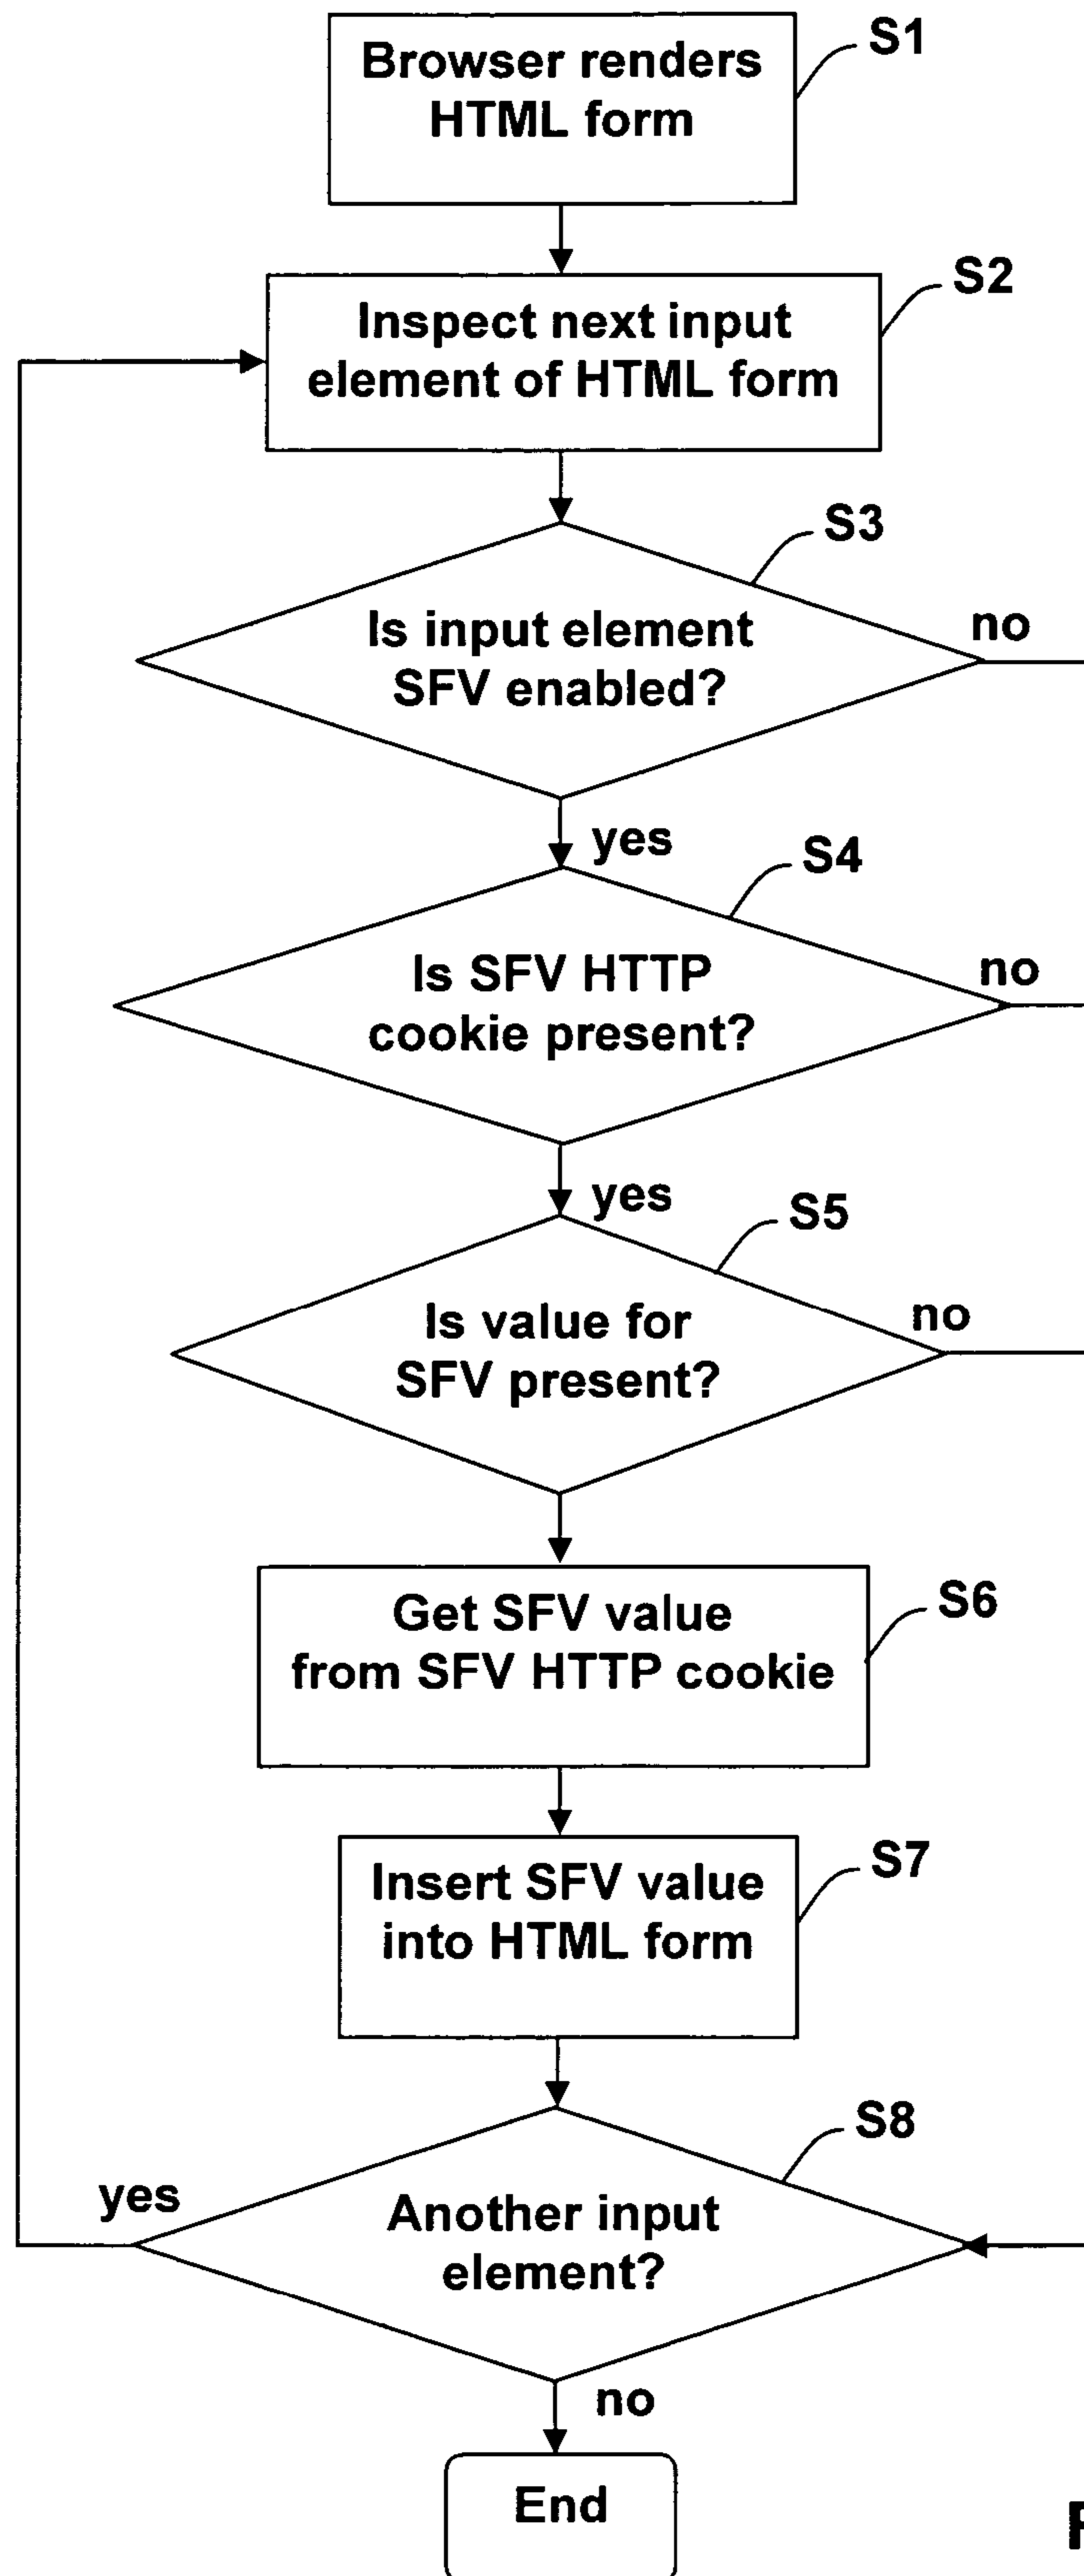 Browser renders
HTML form
S1
Inspect next input
element of HTML form
S2
Is input element
SFV enabled?
S3
no
yes
Is SFV HTTP
cookie present?
S4
no
yes
Is value for
SFV present?
S5
no
Get SFV value
from SFV HTTP cookie
S6
Insert SFV value
into HTML form
S7
Another input
element?
S8
yes
no
End